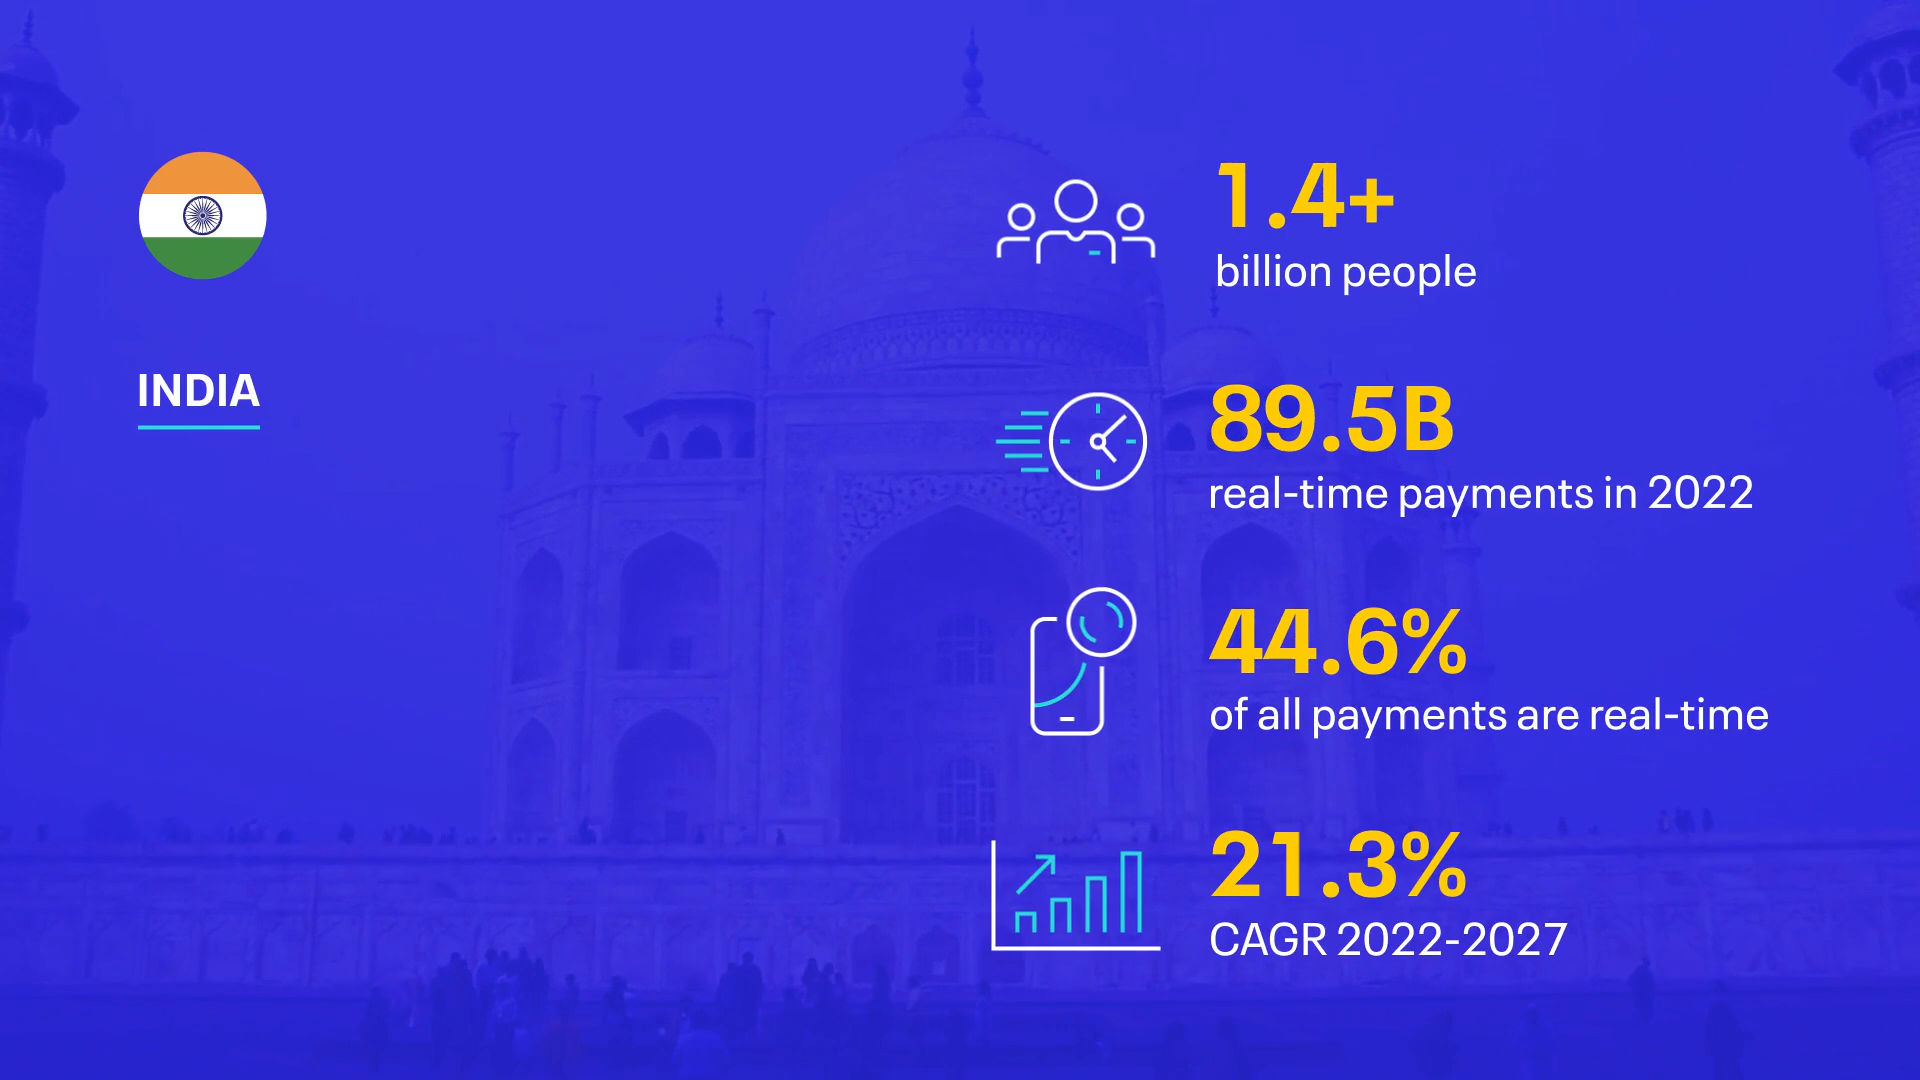 INDIA
1.4+
billion people
89.5B
real-time payments in 2022
44.6%
of all payments are real-time
21.3%
CAGR 2022-2027